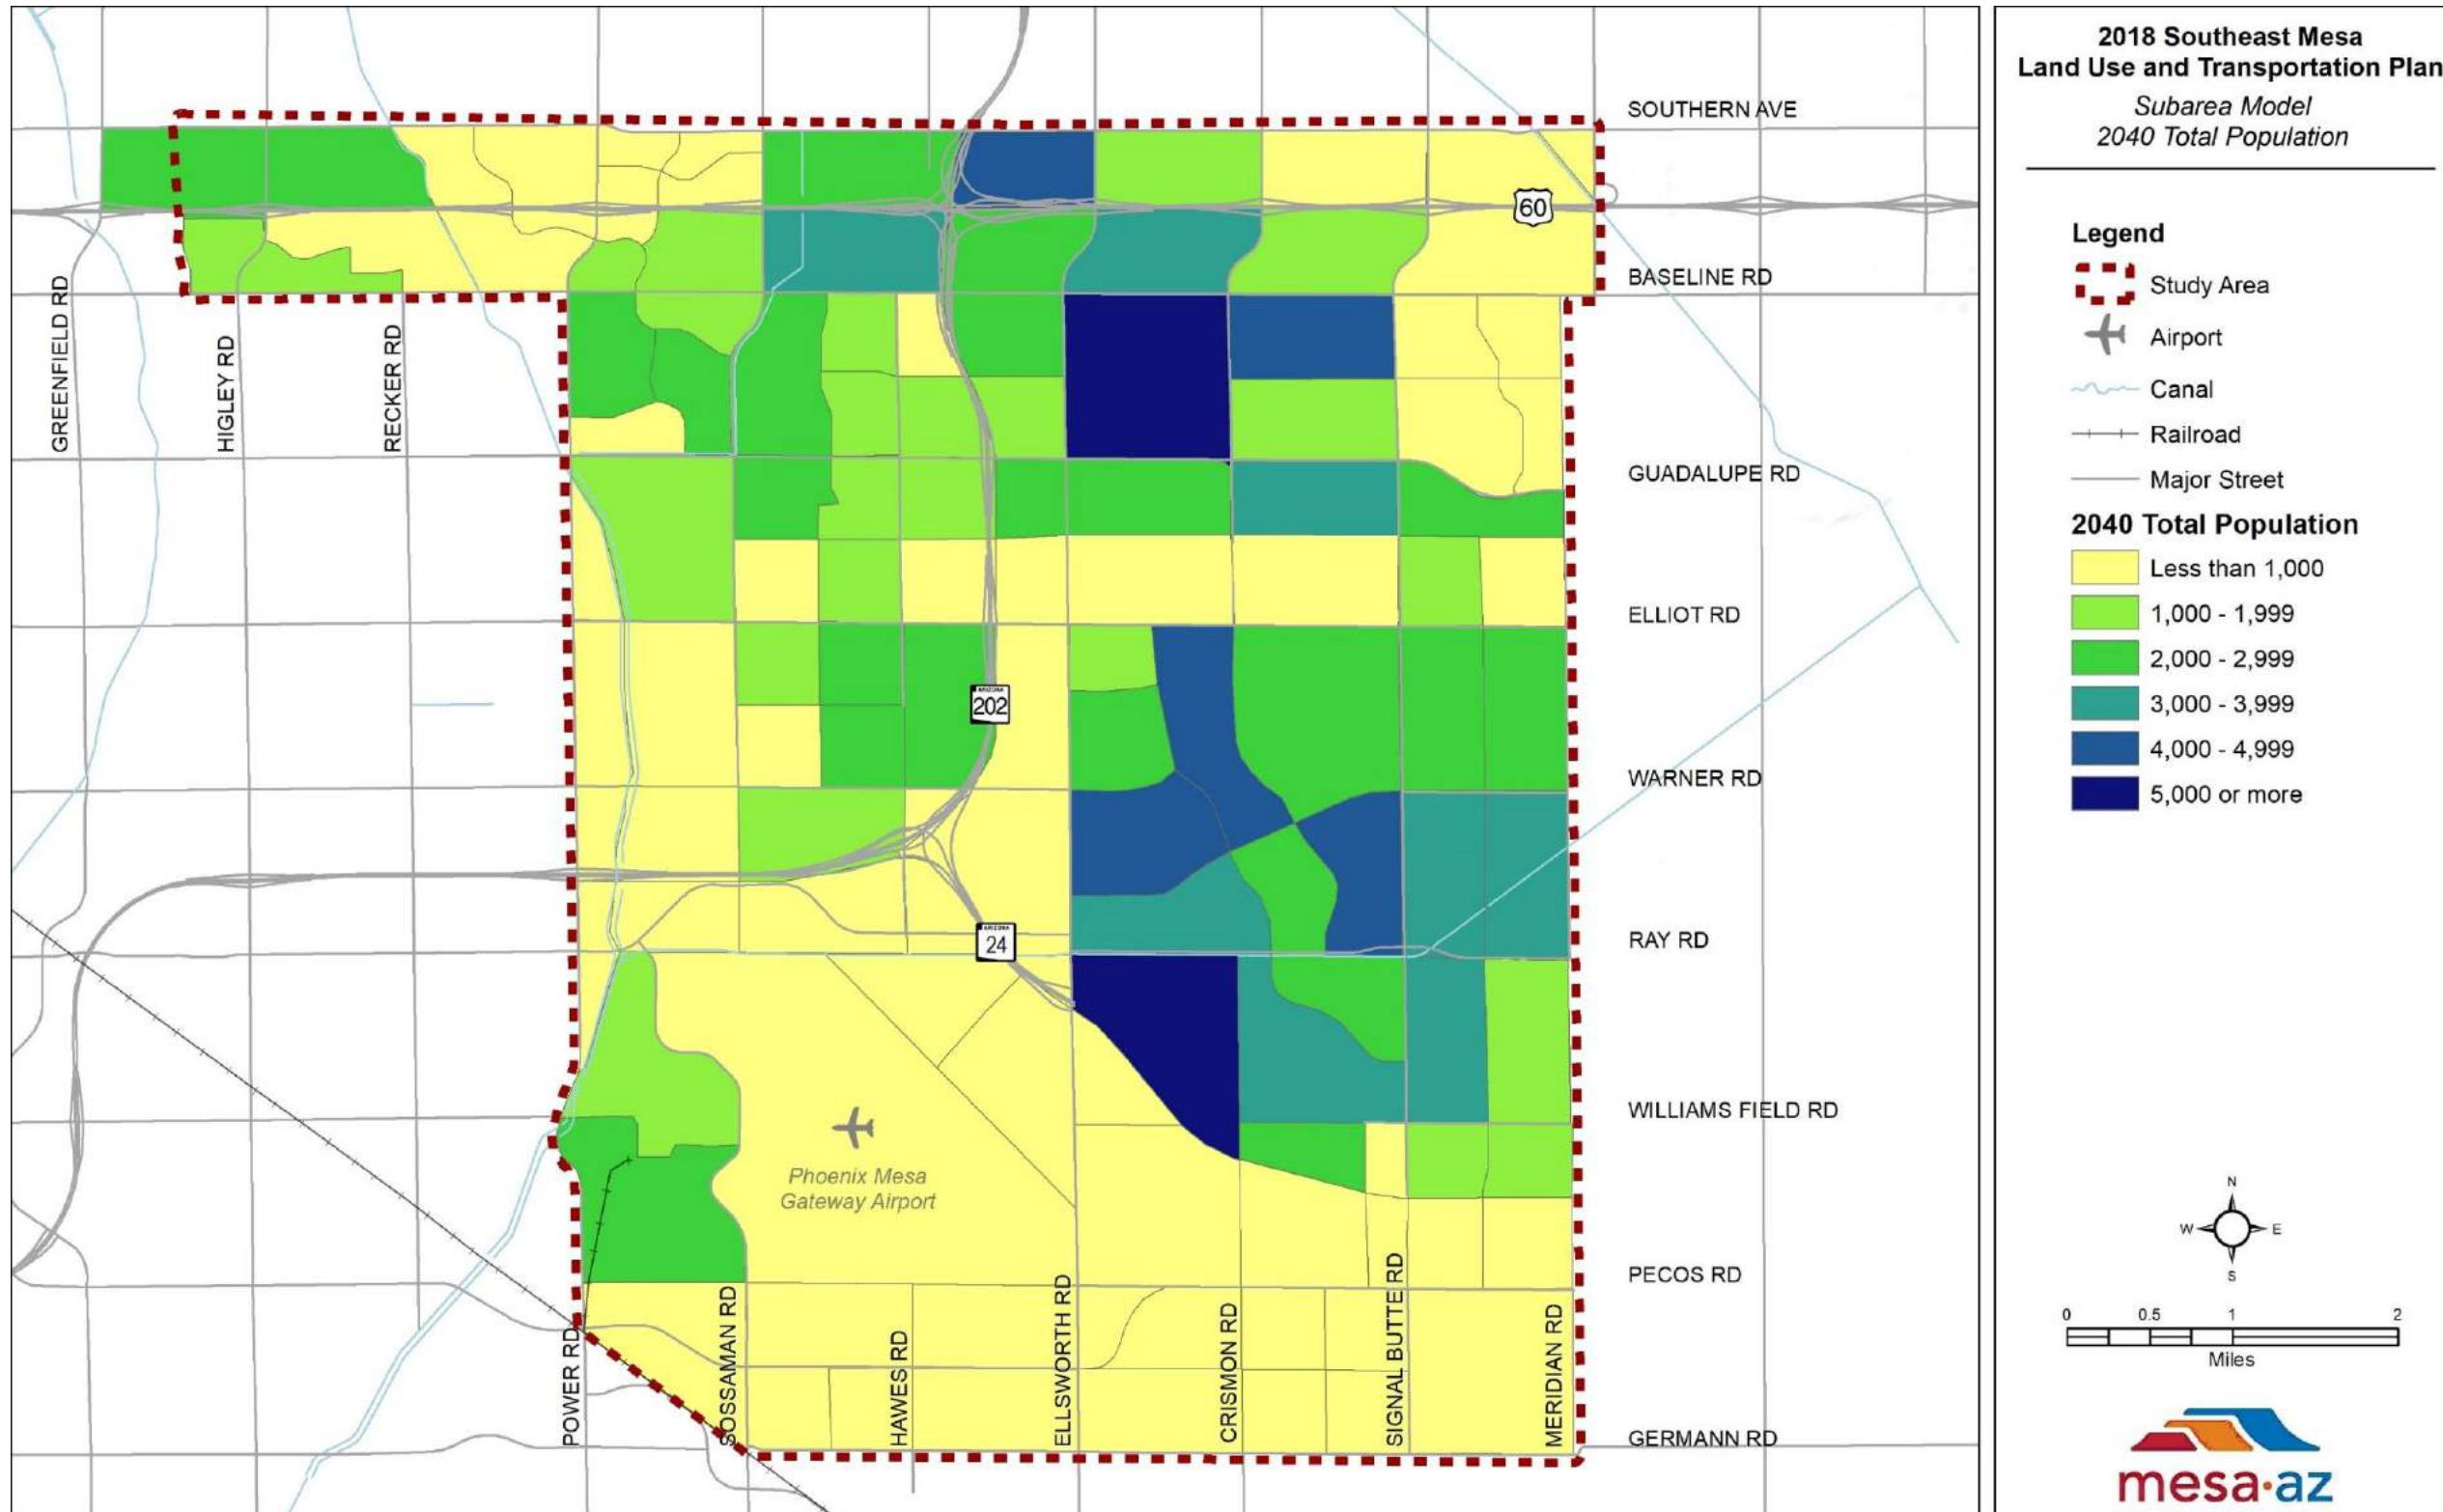 2018 Southeast Mesa
Land Use and Transportation Plan
Subarea Model
2040 Total Population
Legend
Study Area
Airport
Canal
Railroad
Major Street
2040 Total Population
Less than 1,000
1,000 - 1,999
2,000 - 2,999
3,000 - 3,999
4,000 - 4,999
5,000 or more
N
W
E
S
0
0.5
1
2
Miles
mesa·az
SOUTHERN AVE
60
BASELINE RD
GREENFIELD RD
HIGLEY RD
RECKER RD
GUADALUPE RD
ELLIOT RD
ARIZONA
202
WARNER RD
ARIZONA
24
RAY RD
WILLIAMS FIELD RD
Phoenix Mesa
Gateway Airport
PECOS RD
POWER RD
SOSSAMAN RD
HAWES RD
ELLSWORTH RD
CRISMON RD
SIGNAL BUTTE RD
MERIDIAN RD
GERMANN RD